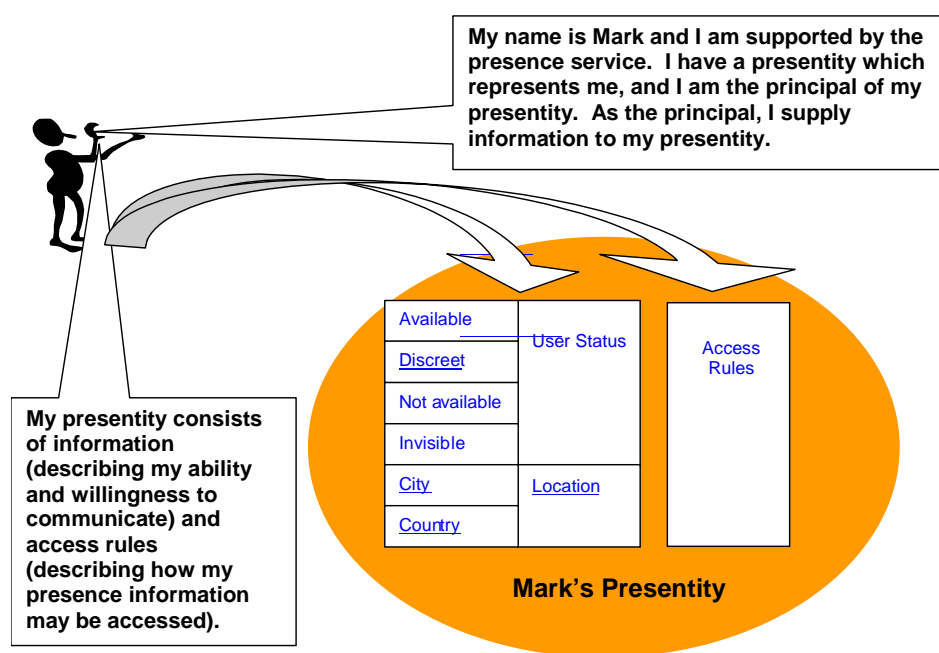 My name is Mark and I am supported by the
presence service.  I have a presentity which
represents me, and I am the principal of my
presentity.  As the principal, I supply
information to my presentity.
Available
User Status
Discreet
Not available
Invisible
City
Location
Country
Access
Rules
My presentity consists
of information
(describing my ability
and willingness to
communicate) and
access rules
(describing how my
presence information
may be accessed).
Mark's Presentity